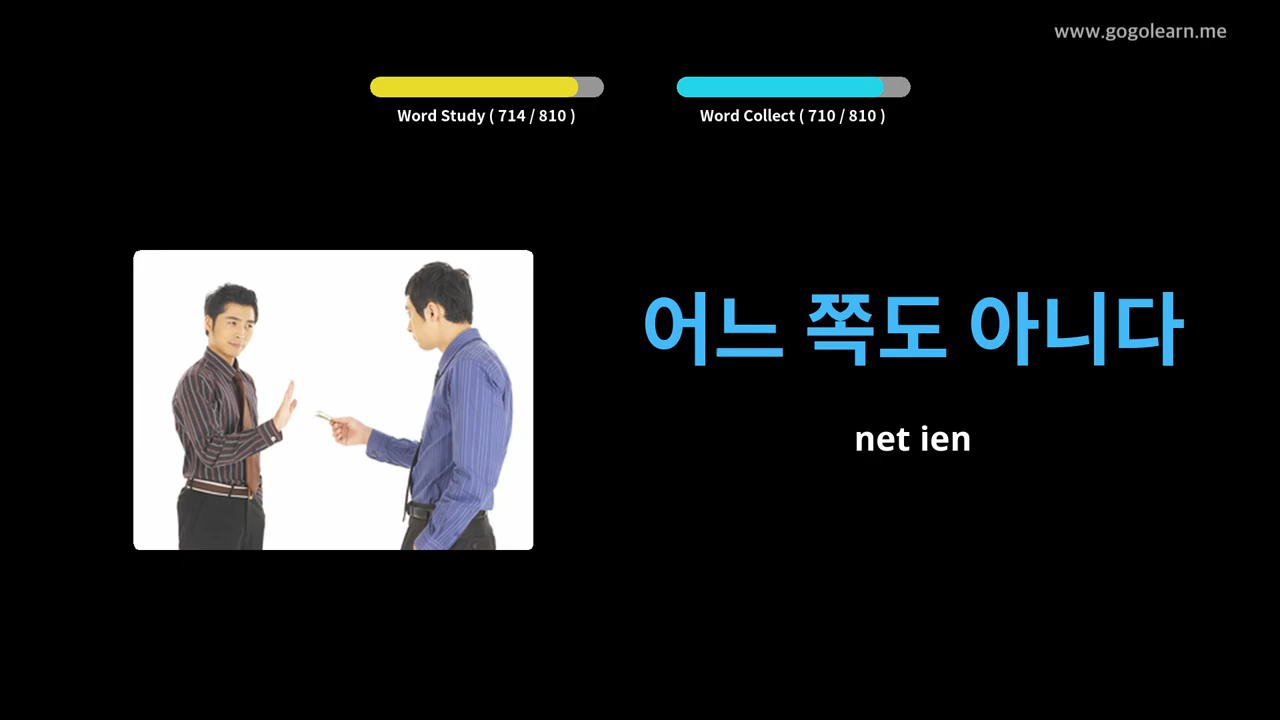 www.gogolearn.me
Word Study ( 714 / 810 )
Word Collect ( 710 / 810 )
어느 쪽도 아니다
net ien